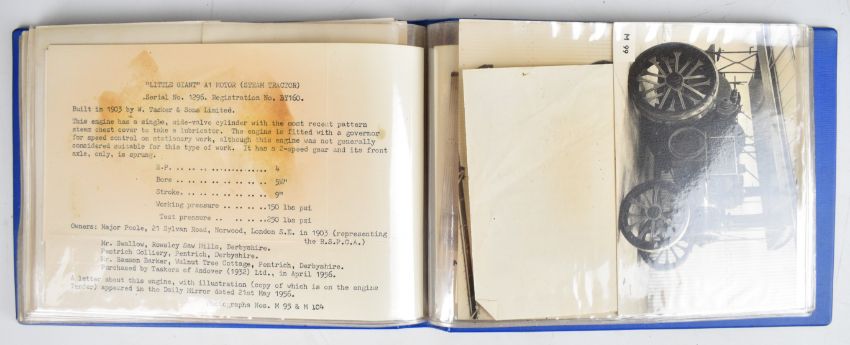 "LITTLE GIANT" A1 MOTOR (STEAM TRACTOR)
Serial No. 1296. Registration No. BY160.
Built in 1903 by W. Tasker & Sons Limited.
This engine has a single, side-valve cylinder with the most recent pattern
steam chest cover to take a lubricator. The engine is fitted with a governor
for speed control on stationary work, although this engine was not generally
considered suitable for this type of work. It has a 2-speed gear and its front
axle, only, is sprung.
H.P. .. .. .. .. .. .. .. .. 4
Bore .. .. .. .. .. .. .. 5¾"
Stroke.. .. .. .. .. .. .. 9"
Working pressure .. .. .. ..150 lbs psi
Test pressure .. .. .. ..250 lbs psi
Owners: Major Poole, 21 Sylvan Road, Norwood, London S.E. in 1903 (representing
the R.S.P.C.A.)
Mr. Swallow, Rowsley Saw Mills, Derbyshire.
Pentrich Colliery, Pentrich, Derbyshire.
Mr. Barker, Walnut Tree Cottage, Pentrich, Derbyshire.
Purchased by Taskers of Andover (1932) Ltd., in April 1956.
A letter about this engine, with illustration (copy of which is on the engine
Tender) appeared in the Daily Mirror dated 21st May 1956.
Photographs Nos. M 93 & M 104
M 99